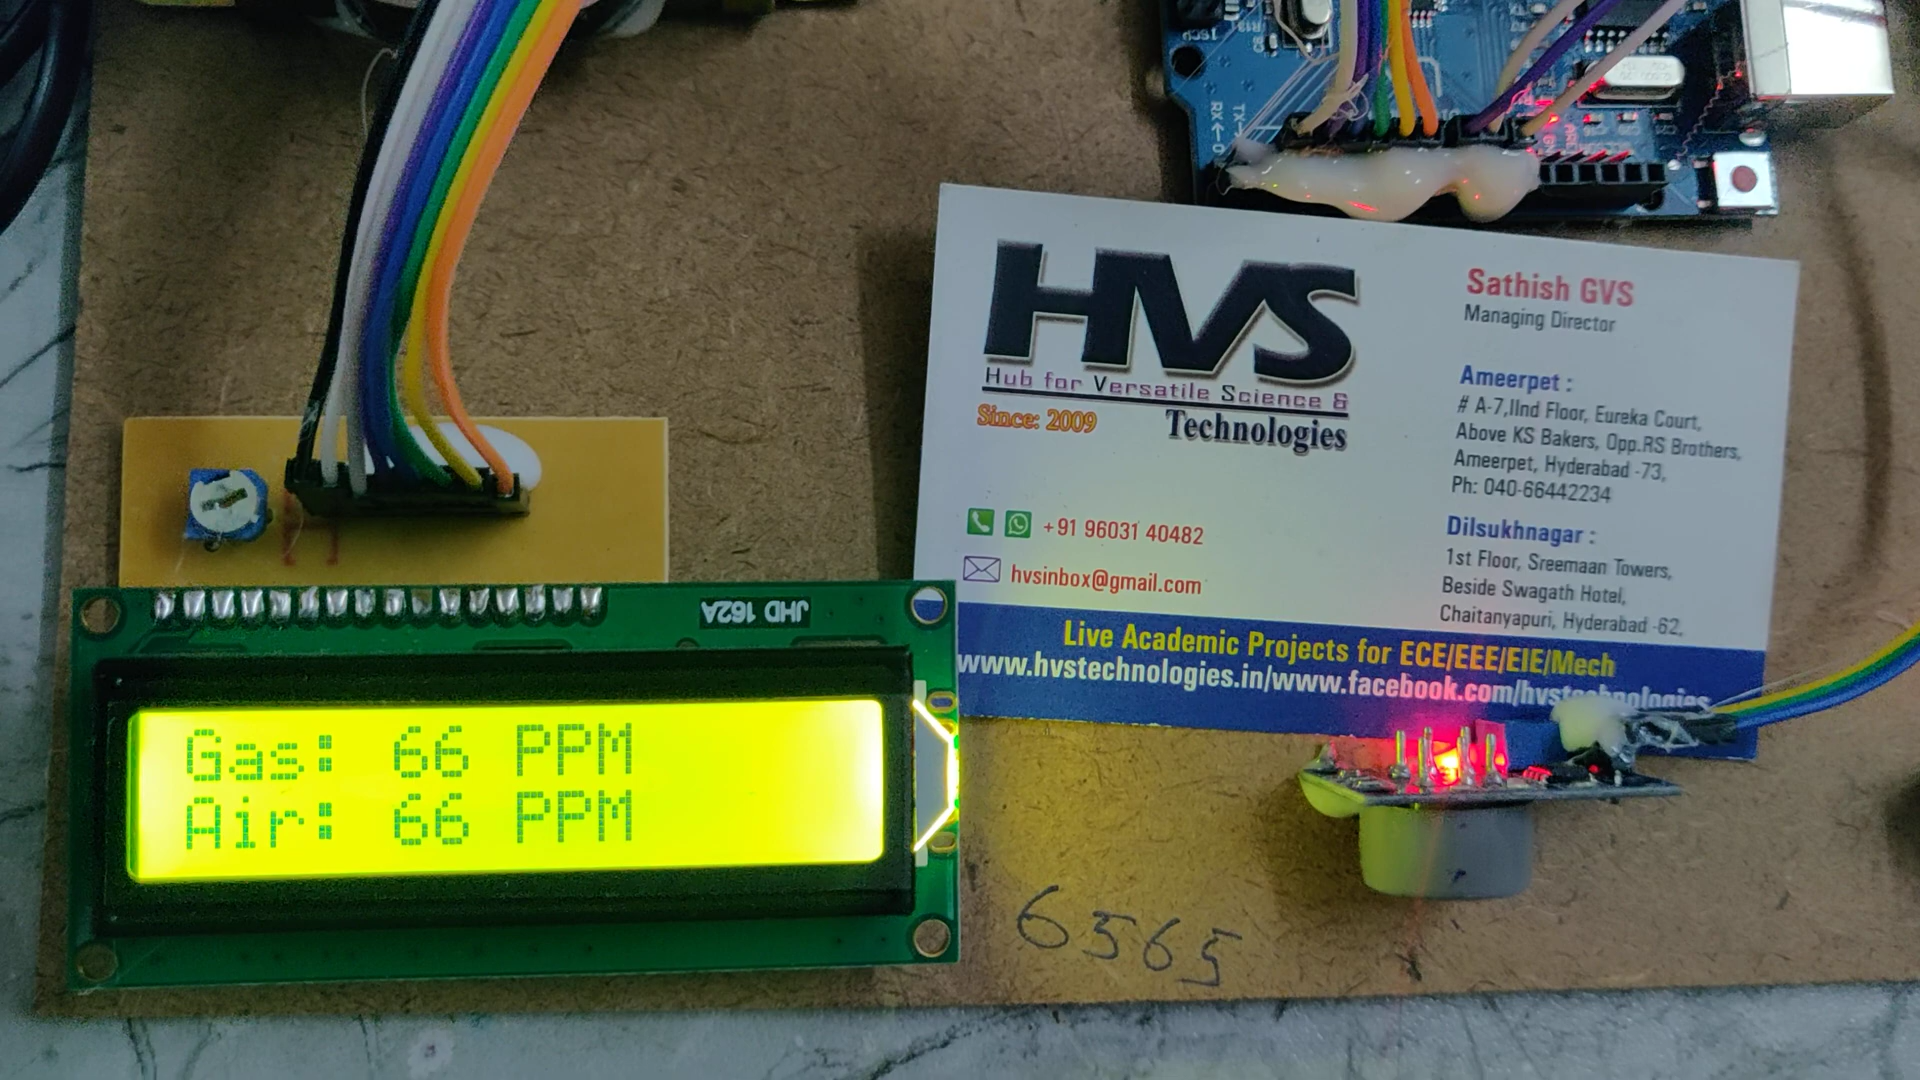 TX→
RX←0
HVS
Hub for Versatile Science &
Technologies
Since: 2009
+91 96031 40482
hvsinbox@gmail.com
Sathish GVS
Managing Director
Ameerpet :
# A-7,IInd Floor, Eureka Court,
Above KS Bakers, Opp.RS Brothers,
Ameerpet, Hyderabad -73,
Ph: 040-66442234
Dilsukhnagar :
1st Floor, Sreemaan Towers,
Beside Swagath Hotel,
Chaitanyapuri, Hyderabad -62,
Live Academic Projects for ECE/EEE/EIE/Mech
www.hvstechnologies.in/www.facebook.com/hvstechnologies
JHD 162A
Gas: 66 PPM
Air: 66 PPM
6565